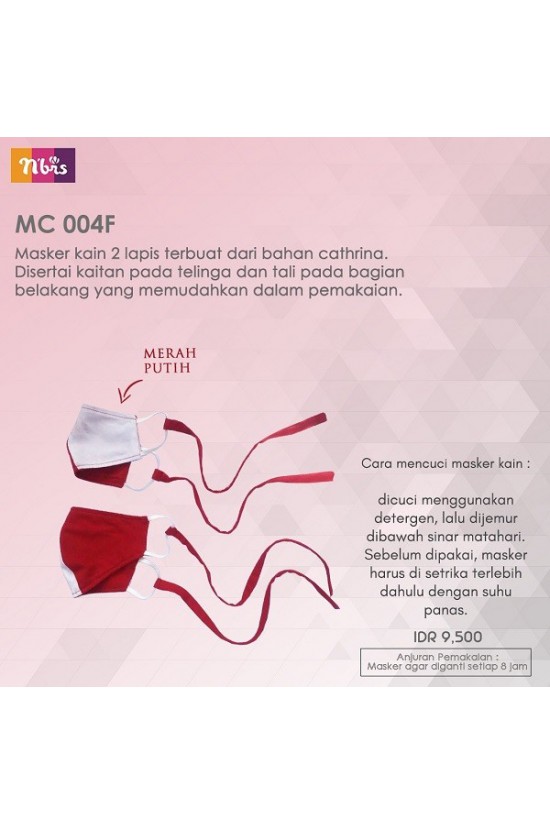 n'brs
MC 004F
Masker kain 2 lapis terbuat dari bahan cathrina.
Disertai kaitan pada telinga dan tali pada bagian
belakang yang memudahkan dalam pemakaian.
MERAH
PUTIH
Cara mencuci masker kain :
dicuci menggunakan
detergen, lalu dijemur
dibawah sinar matahari.
Sebelum dipakai, masker
harus di setrika terlebih
dahulu dengan suhu
panas.
IDR 9,500
Anjuran Pemakaian :
Masker agar diganti setiap 8 jam